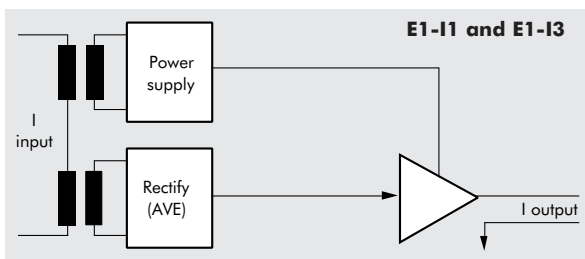 E1-I1 and E1-I3
Power
supply
I
input
Rectify
(AVE)
I output